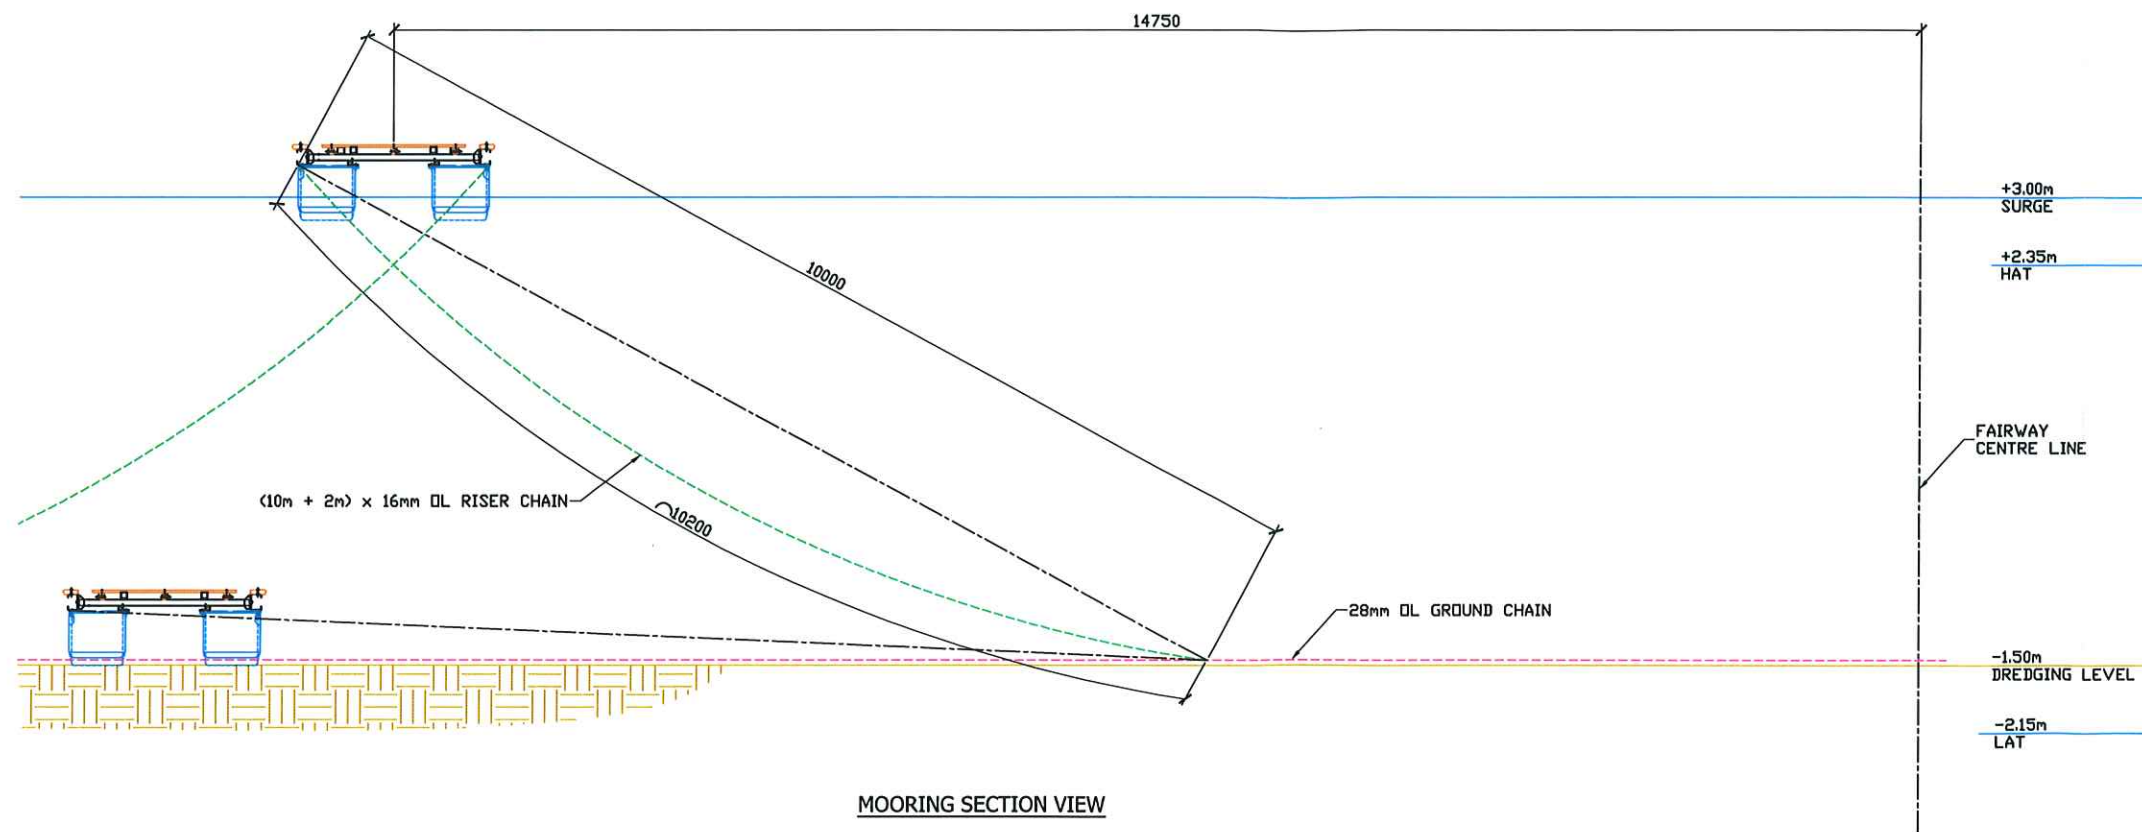 14750
+3.00m
SURGE
+2.35m
HAT
10000
FAIRWAY
CENTRE LINE
(10m + 2m) x 16mm OL RISER CHAIN
10200
28mm OL GROUND CHAIN
-1.50m
DREDGING LEVEL
-2.15m
LAT
MOORING SECTION VIEW